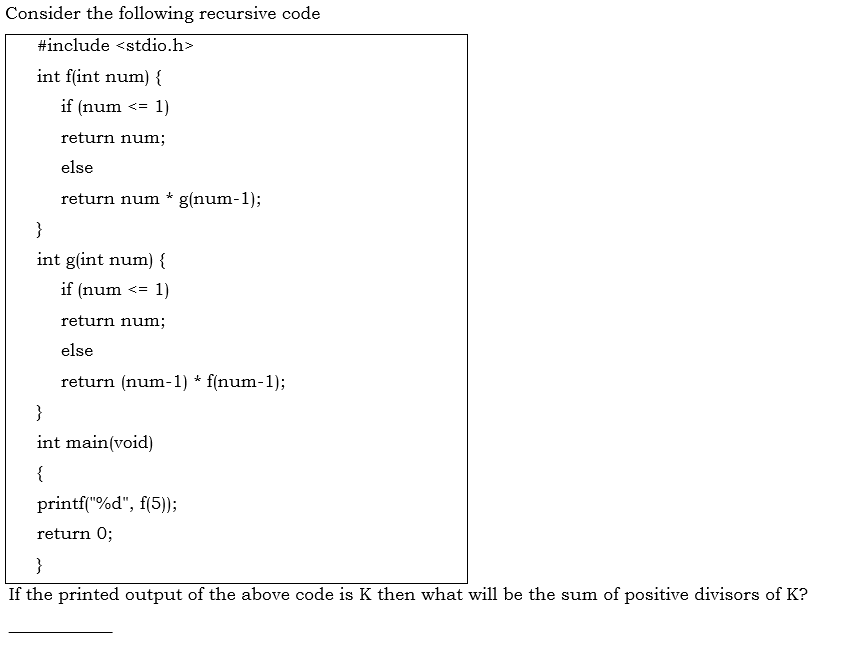 Consider the following recursive code
#include <stdio.h>
int f(int num) {
if (num <= 1)
return num;
else
return num * g(num-1);
}
int g(int num) {
if (num <= 1)
return num;
else
return (num-1) * f(num-1);
}
int main(void)
{
printf("%d", f(5));
return 0;
}
If the printed output of the above code is K then what will be the sum of positive divisors of K?